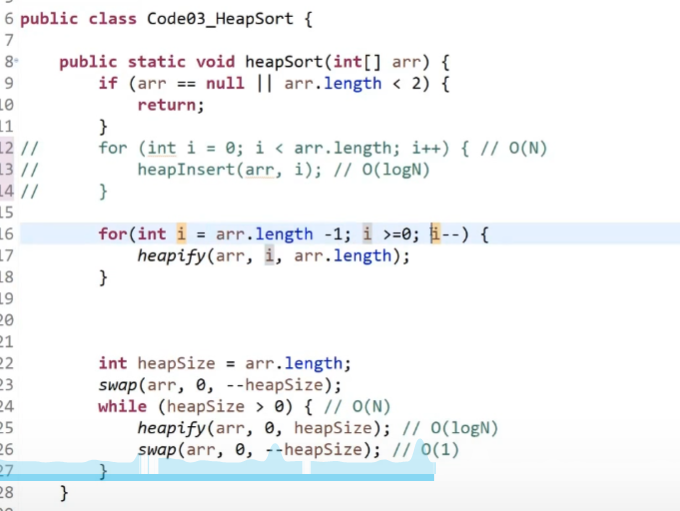 6 public class Code03_HeapSort {
7
8 public static void heapSort(int[] arr) {
9 if (arr == null || arr.length < 2) {
10 return;
11 }
12 // for (int i = 0; i < arr.length; i++) { // O(N)
13 // heapInsert(arr, i); // O(logN)
14 // }
15
16 for(int i = arr.length -1; i >=0; i--) {
17 heapify(arr, i, arr.length);
18 }
19
20
21
22 int heapSize = arr.length;
23 swap(arr, 0, --heapSize);
24 while (heapSize > 0) { // O(N)
25 heapify(arr, 0, heapSize); // O(logN)
26 swap(arr, 0, --heapSize); // O(1)
27 }
28 }